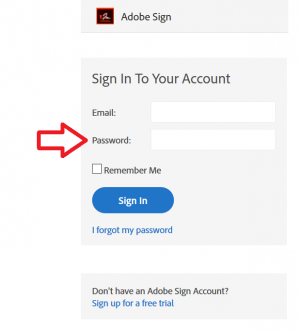 Adobe Sign
Sign In To Your Account
Email:
Password:
Remember Me
Sign In
I forgot my password
Don't have an Adobe Sign Account?
Sign up for a free trial